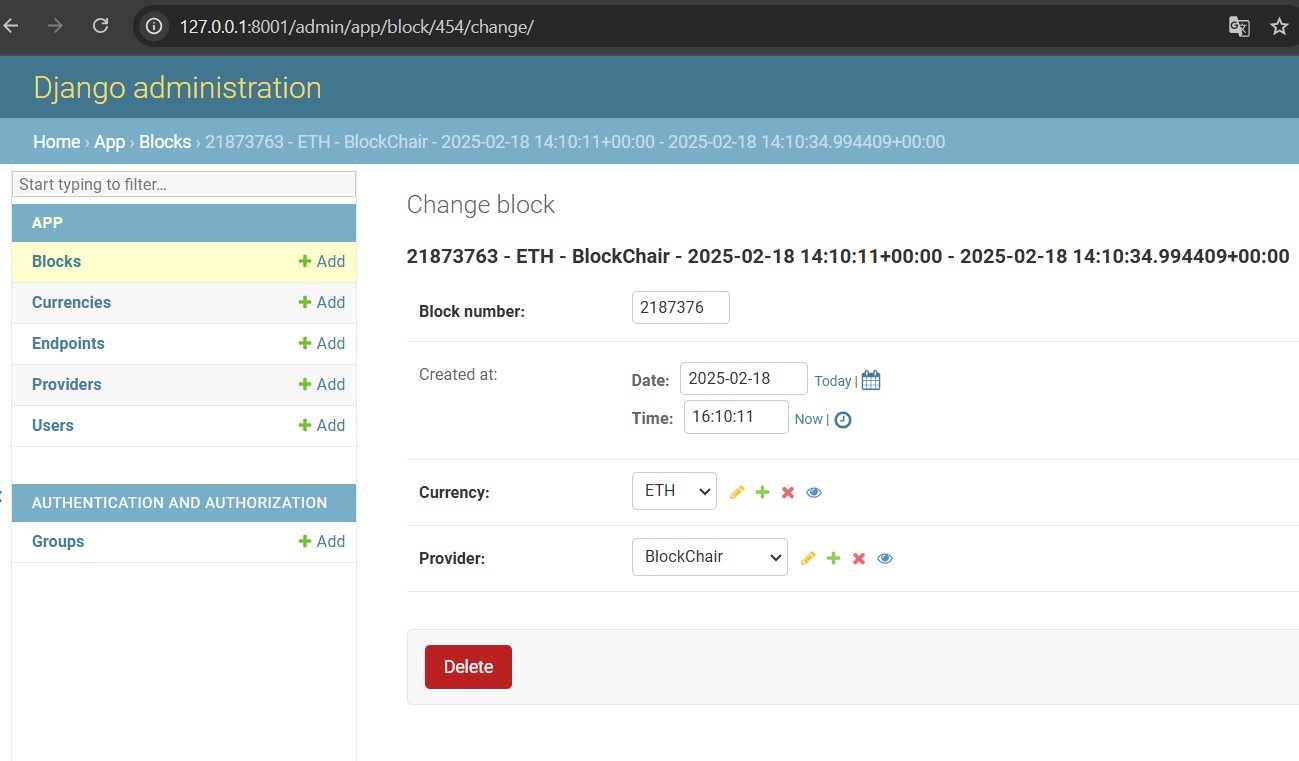 127.0.0.1:8001/admin/app/block/454/change/
Django administration
Home › App › Blocks › 21873763 - ETH - BlockChair - 2025-02-18 14:10:11+00:00 - 2025-02-18 14:10:34.994409+00:00
Start typing to filter...
APP
Blocks + Add
Currencies + Add
Endpoints + Add
Providers + Add
Users + Add
AUTHENTICATION AND AUTHORIZATION
Groups + Add
Change block
21873763 - ETH - BlockChair - 2025-02-18 14:10:11+00:00 - 2025-02-18 14:10:34.994409+00:00
Block number: 2187376
Created at:
Date: 2025-02-18 Today |
Time: 16:10:11 Now |
Currency: ETH
Provider: BlockChair
Delete